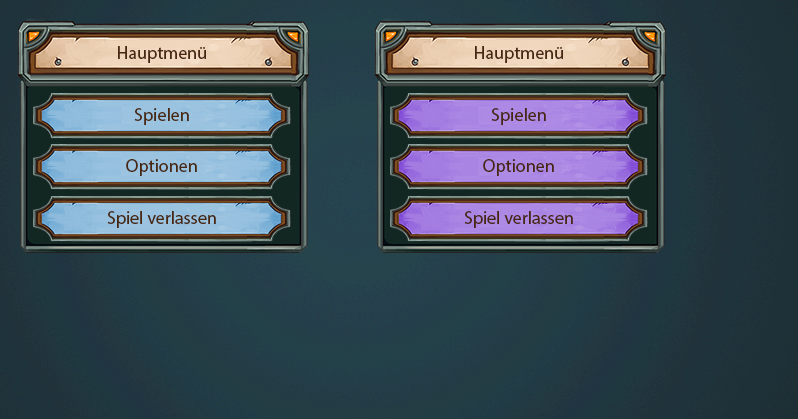 Hauptmenü
Spielen
Optionen
Spiel verlassen
Hauptmenü
Spielen
Optionen
Spiel verlassen